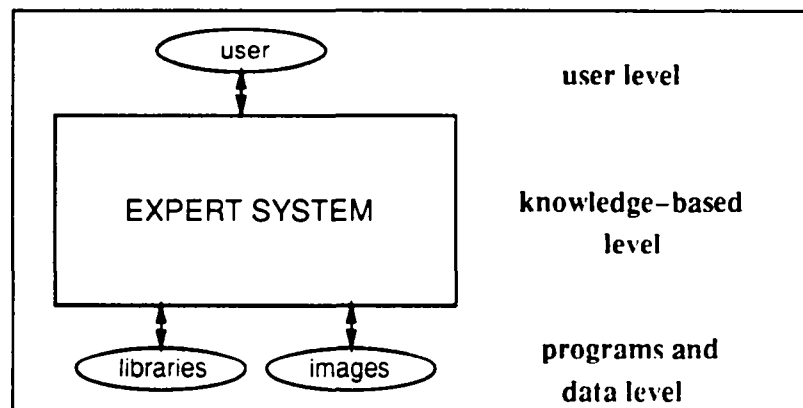 user
user level
EXPERT SYSTEM
knowledge-based
level
libraries
images
programs and
data level